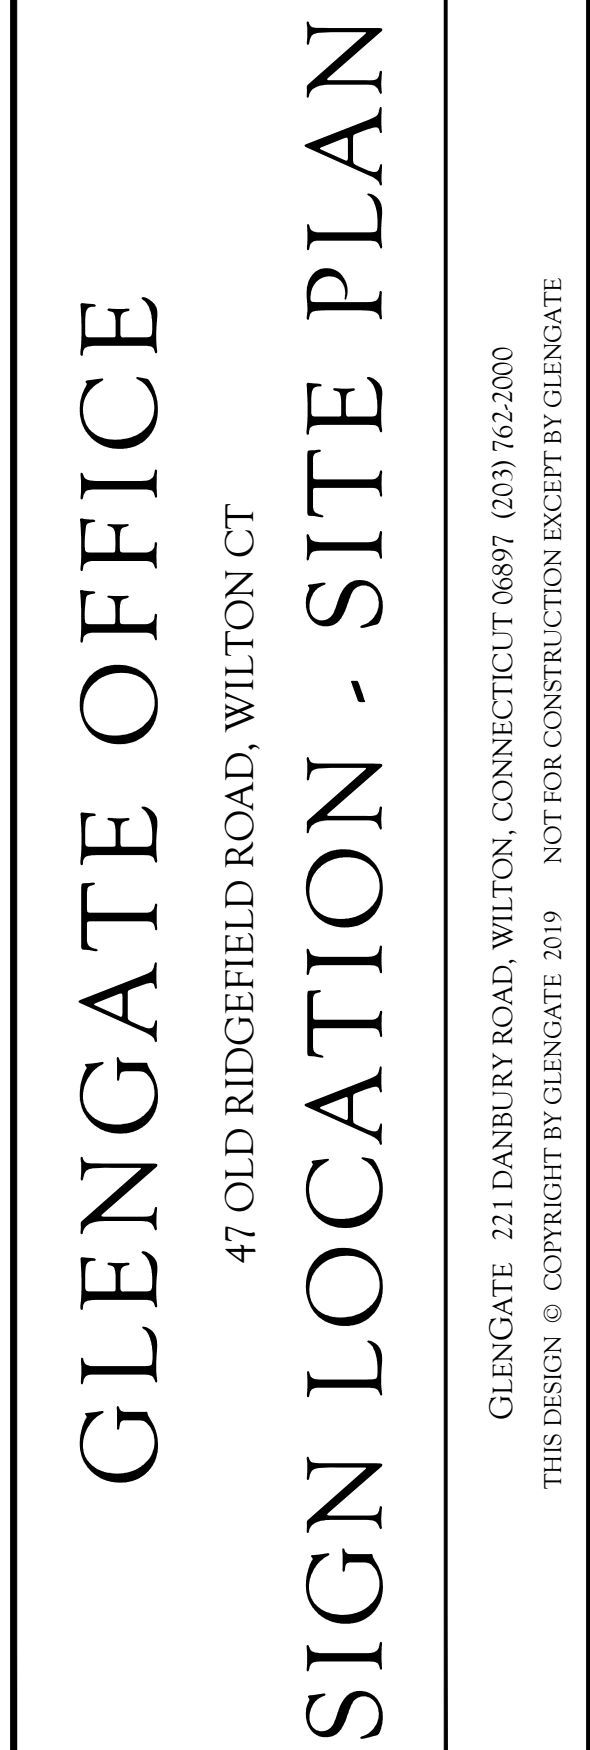 GLENGATE OFFICE
47 OLD RIDGEFIELD ROAD, WILTON CT
SIGN LOCATION - SITE PLAN
GLENGATE 221 DANBURY ROAD, WILTON, CONNECTICUT 06897 (203) 762-2000
THIS DESIGN © COPYRIGHT BY GLENGATE 2019 NOT FOR CONSTRUCTION EXCEPT BY GLENGATE